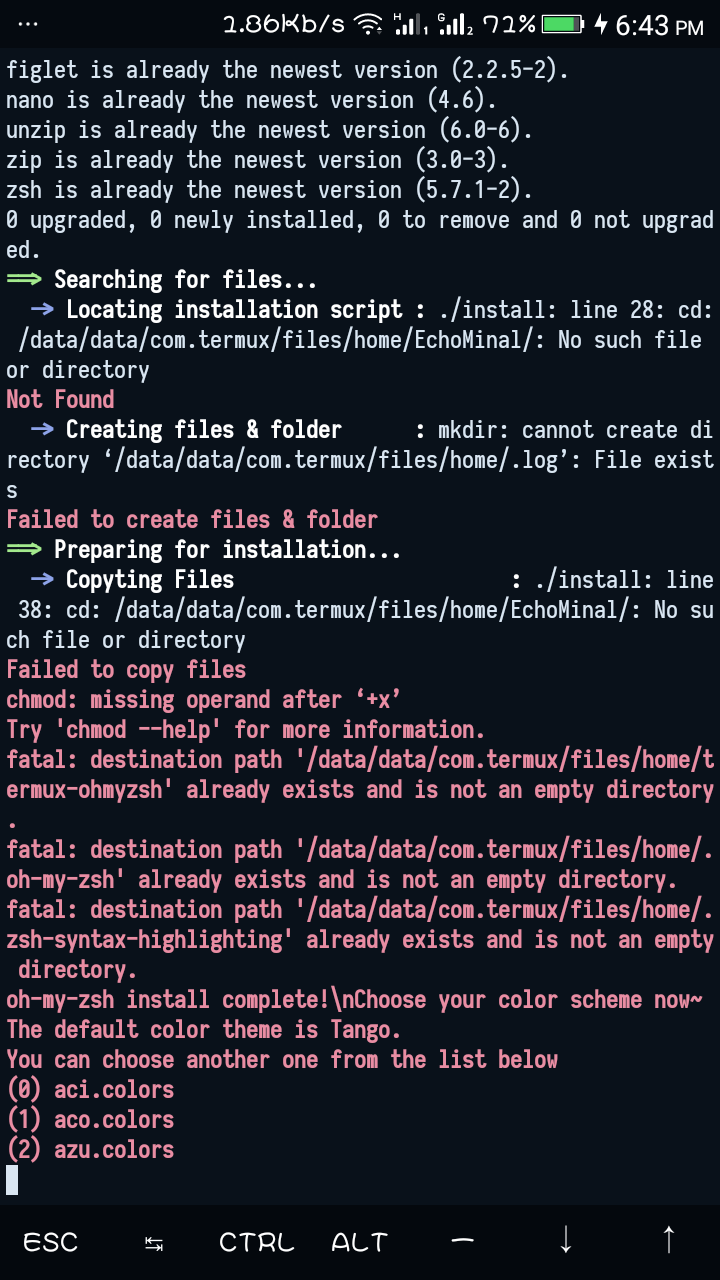 ... 2.86Kb/s H 1 G 2 72% 6:43 PM
figlet is already the newest version (2.2.5-2).
nano is already the newest version (4.6).
unzip is already the newest version (6.0-6).
zip is already the newest version (3.0-3).
zsh is already the newest version (5.7.1-2).
0 upgraded, 0 newly installed, 0 to remove and 0 not upgrad
ed.
⟹ Searching for files...
→ Locating installation script : ./install: line 28: cd:
/data/data/com.termux/files/home/EchoMinal/: No such file
or directory
Not Found
→ Creating files & folder : mkdir: cannot create di
rectory ‘/data/data/com.termux/files/home/.log’: File exist
s
Failed to create files & folder
⟹ Preparing for installation...
→ Copyting Files : ./install: line
38: cd: /data/data/com.termux/files/home/EchoMinal/: No su
ch file or directory
Failed to copy files
chmod: missing operand after ‘+x’
Try 'chmod --help' for more information.
fatal: destination path '/data/data/com.termux/files/home/t
ermux-ohmyzsh' already exists and is not an empty directory
.
fatal: destination path '/data/data/com.termux/files/home/.
oh-my-zsh' already exists and is not an empty directory.
fatal: destination path '/data/data/com.termux/files/home/.
zsh-syntax-highlighting' already exists and is not an empty
directory.
oh-my-zsh install complete!\nChoose your color scheme now~
The default color theme is Tango.
You can choose another one from the list below
(0) aci.colors
(1) aco.colors
(2) azu.colors
ESC ↹ CTRL ALT — ↓ ↑